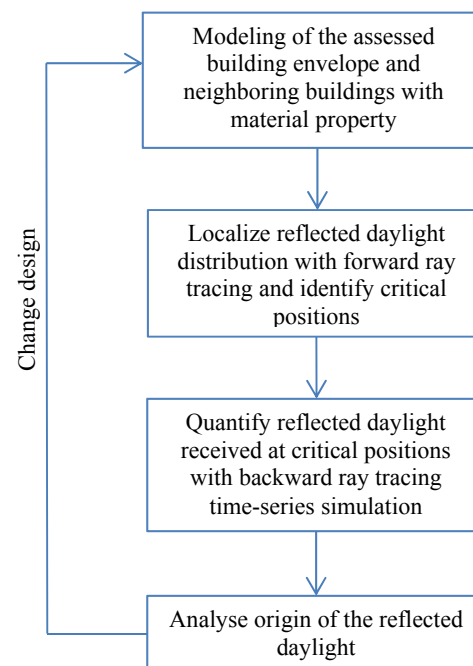 Modeling of the assessed
building envelope and
neighboring buildings with
material property
Localize reflected daylight
distribution with forward ray
tracing and identify critical
positions
Quantify reflected daylight
received at critical positions
with backward ray tracing
time-series simulation
Analyse origin of the reflected
daylight
Change design